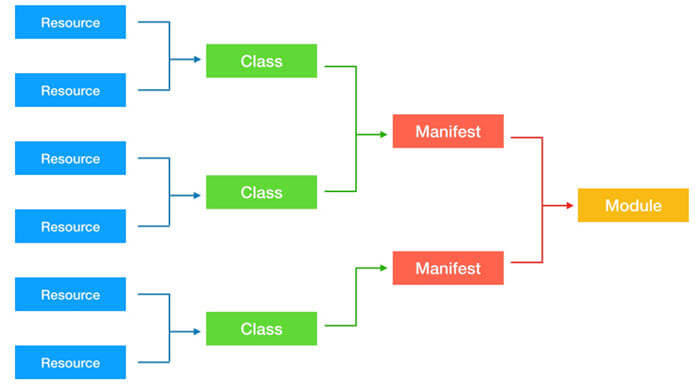 Resource
Resource
Resource
Resource
Resource
Resource
Class
Class
Class
Manifest
Manifest
Module